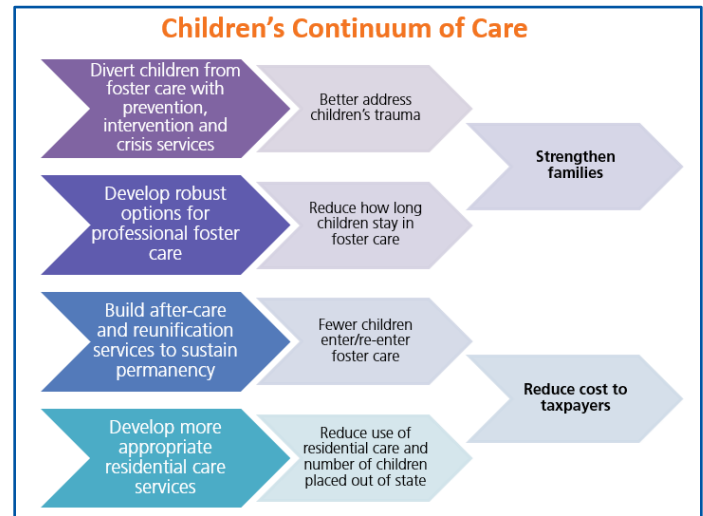 Children's Continuum of Care
Divert children from
foster care with
prevention,
intervention and
crisis services
Better address
children's trauma
Strengthen
families
Develop robust
options for
professional foster
care
Reduce how long
children stay in
foster care
Build after-care
and reunification
services to sustain
permanency
Fewer children
enter/re-enter
foster care
Reduce cost to
taxpayers
Develop more
appropriate
residential care
services
Reduce use of
residential care and
number of children
placed out of state